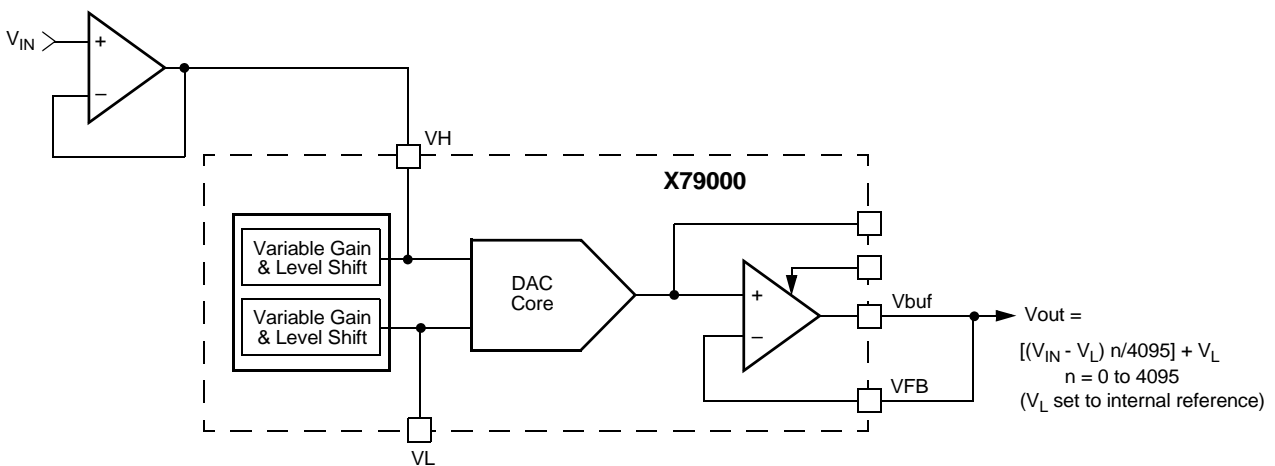 V_IN
+
–
VH
X79000
Variable Gain
& Level Shift
Variable Gain
& Level Shift
DAC
Core
+
–
Vbuf
Vout =
[(V_IN - V_L) n/4095] + V_L
n = 0 to 4095
(V_L set to internal reference)
VFB
VL